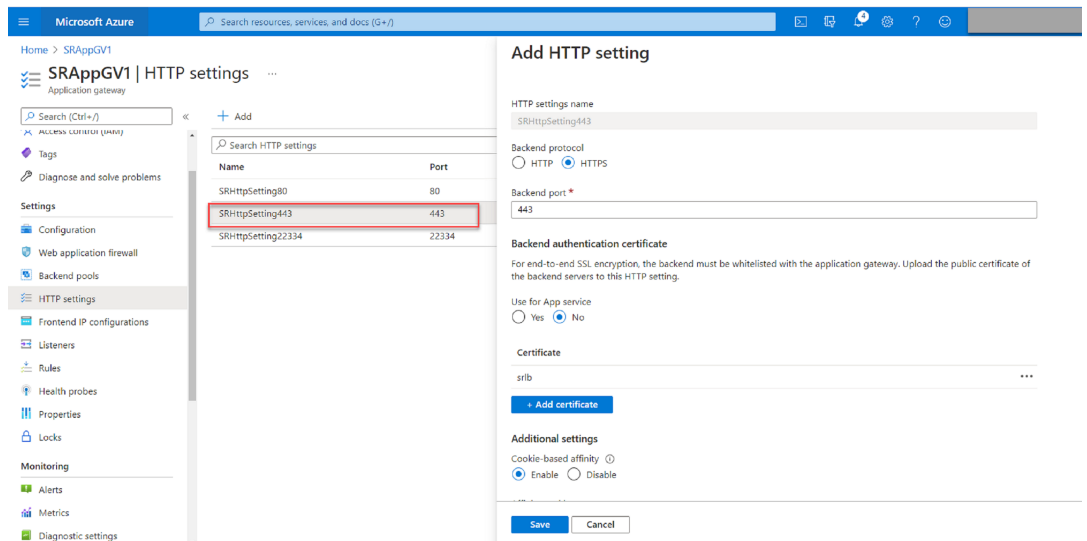 Microsoft Azure
Search resources, services, and docs (G+/)
4
Home > SRAppGV1
SRAppGV1 | HTTP settings ...
Application gateway
Search (Ctrl+/)
«
Access control (IAM)
Tags
Diagnose and solve problems
Settings
Configuration
Web application firewall
Backend pools
HTTP settings
Frontend IP configurations
Listeners
Rules
Health probes
Properties
Locks
Monitoring
Alerts
Metrics
Diagnostic settings
+ Add
Search HTTP settings
Name Port
SRHttpSetting80 80
SRHttpSetting443 443
SRHttpSetting22334 22334
Add HTTP setting
HTTP settings name
SRHttpSetting443
Backend protocol
HTTP HTTPS
Backend port *
443
Backend authentication certificate
For end-to-end SSL encryption, the backend must be whitelisted with the application gateway. Upload the public certificate of
the backend servers to this HTTP setting.
Use for App service
Yes No
Certificate
srlb ...
+ Add certificate
Additional settings
Cookie-based affinity
Enable Disable
Save Cancel